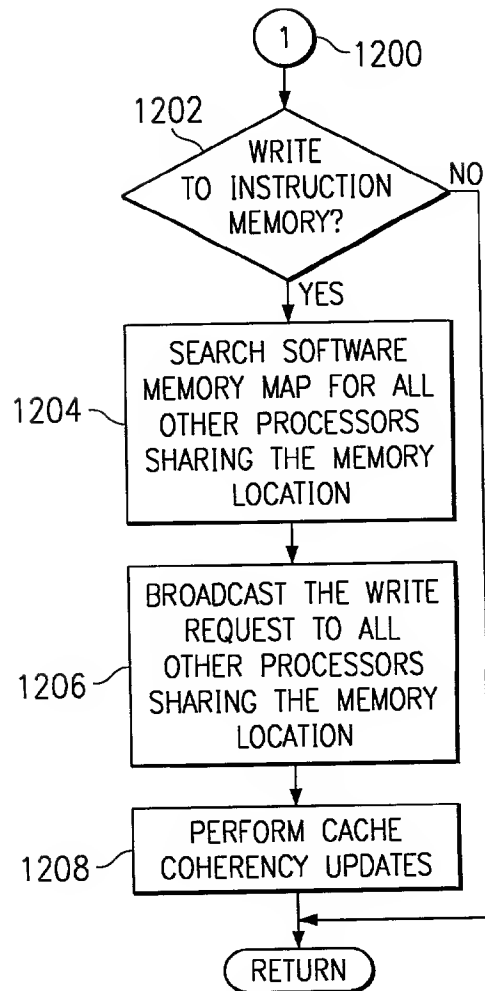 1
1200
1202
WRITE
TO INSTRUCTION
MEMORY?
NO
YES
1204
SEARCH SOFTWARE
MEMORY MAP FOR ALL
OTHER PROCESSORS
SHARING THE MEMORY
LOCATION
1206
BROADCAST THE WRITE
REQUEST TO ALL
OTHER PROCESSORS
SHARING THE MEMORY
LOCATION
1208
PERFORM CACHE
COHERENCY UPDATES
RETURN